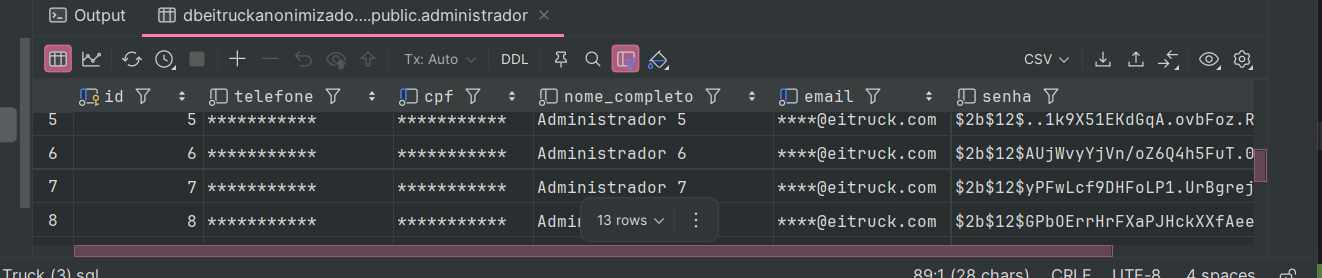 Output dbeitruckanonimizado....public.administrador
Tx: Auto DDL CSV
id telefone cpf nome_completo email senha
5 5 *********** *********** Administrador 5 ****@eitruck.com $2b$12$..1k9X51EKdGqA.ovbFoz.R
6 6 *********** *********** Administrador 6 ****@eitruck.com $2b$12$AUjWvyYjVn/oZ6Q4h5FuT.0
7 7 *********** *********** Administrador 7 ****@eitruck.com $2b$12$yPFwLcf9DHFoLP1.UrBgrej
8 8 *********** *********** Admin ****@eitruck.com $2b$12$GPbOErrHrFXaPJHckXXfAee
13 rows
Truck (3).sql 89:1 (28 chars) CRLF UTF-8 4 spaces